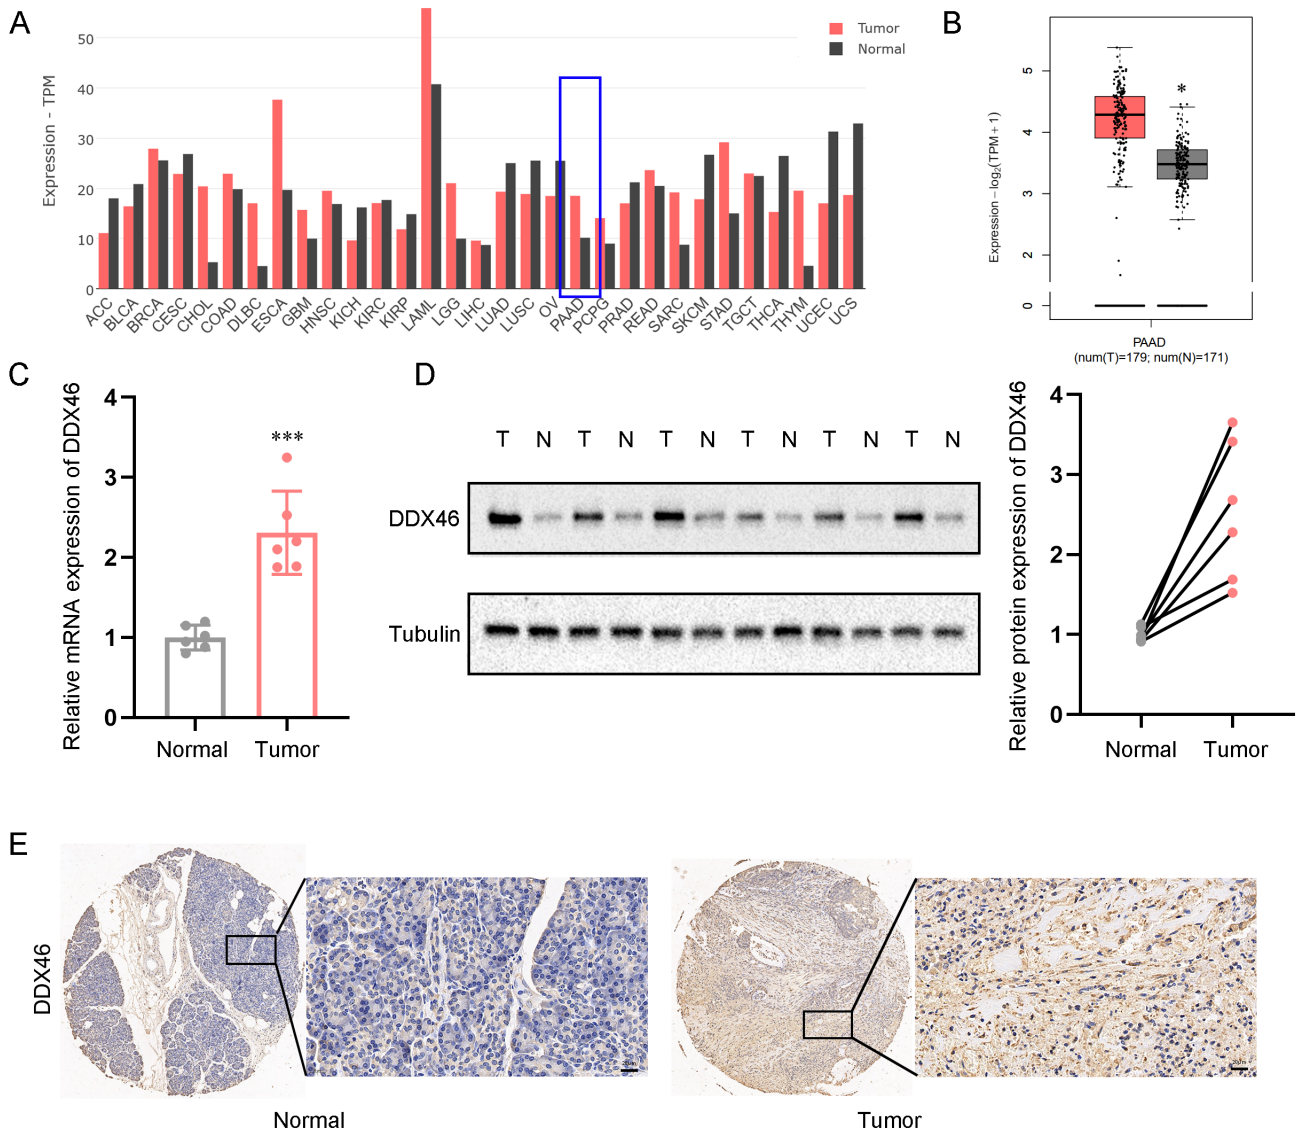 A
Expression - TPM
50
40
30
20
10
0
Tumor
Normal
ACC
BLCA
BRCA
CESC
CHOL
COAD
DLBC
ESCA
GBM
HNSC
KICH
KIRC
KIRP
LAML
LGG
LIHC
LUAD
LUSC
OV
PAAD
PCPG
PRAD
READ
SARC
SKCM
STAD
TGCT
THCA
THYM
UCEC
UCS
B
Expression − log2(TPM + 1)
5
4
3
2
0
*
PAAD
(num(T)=179; num(N)=171)
C
Relative mRNA expression of DDX46
4
3
2
1
0
***
Normal Tumor
D
T N T N T N T N T N T N
DDX46
Tubulin
Relative protein expression of DDX46
4
3
2
1
0
Normal Tumor
E
DDX46
Normal
Tumor